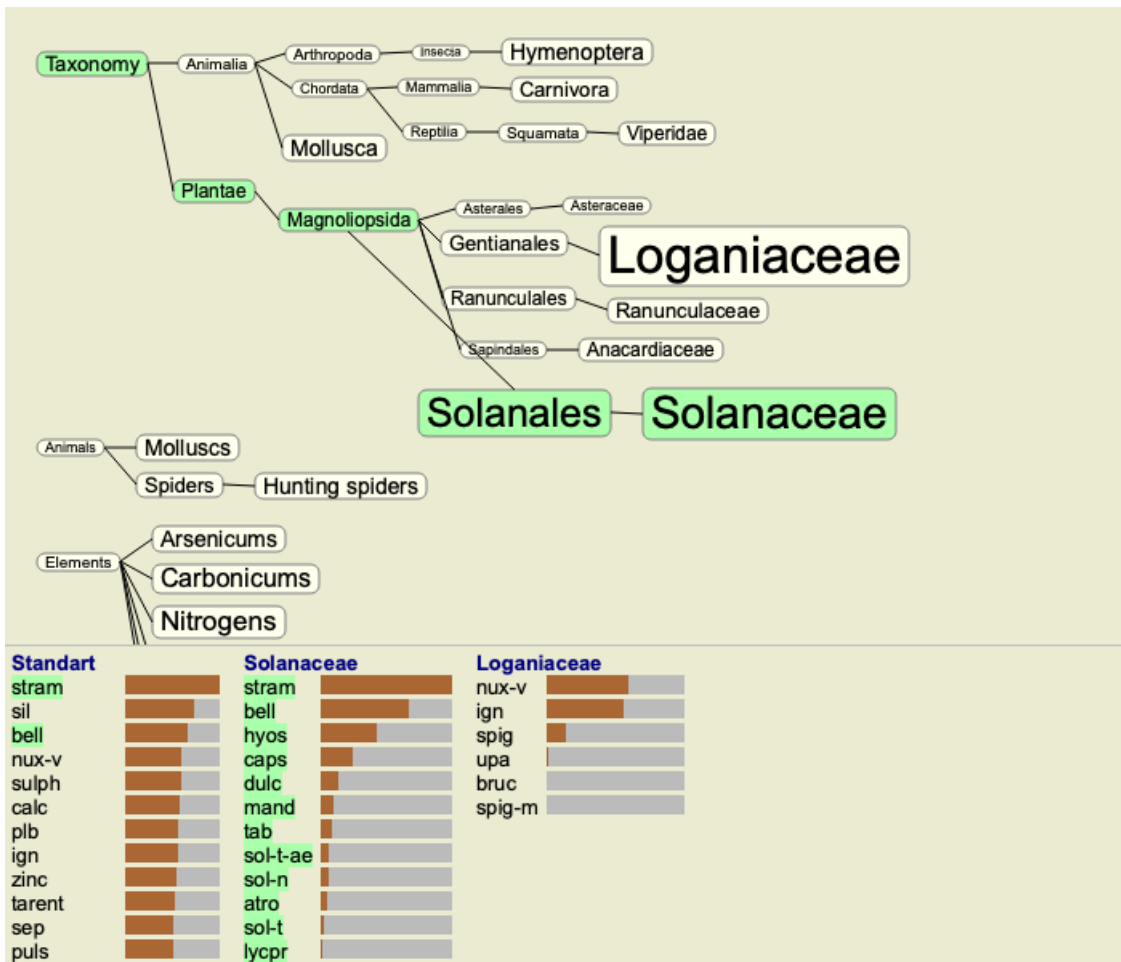 Taxonomy
Animalia
Arthropoda
Insecta
Hymenoptera
Chordata
Mammalia
Carnivora
Reptilia
Squamata
Viperidae
Mollusca
Plantae
Magnoliopsida
Asterales
Asteraceae
Gentianales
Loganiaceae
Ranunculales
Ranunculaceae
Sapindales
Anacardiaceae
Solanales
Solanaceae
Animals
Molluscs
Spiders
Hunting spiders
Elements
Arsenicums
Carbonicums
Nitrogens
Standart
stram
sil
bell
nux-v
sulph
calc
plb
ign
zinc
tarent
sep
puls
Solanaceae
stram
bell
hyos
caps
dulc
mand
tab
sol-t-ae
sol-n
atro
sol-t
lycpr
Loganiaceae
nux-v
ign
spig
upa
bruc
spig-m